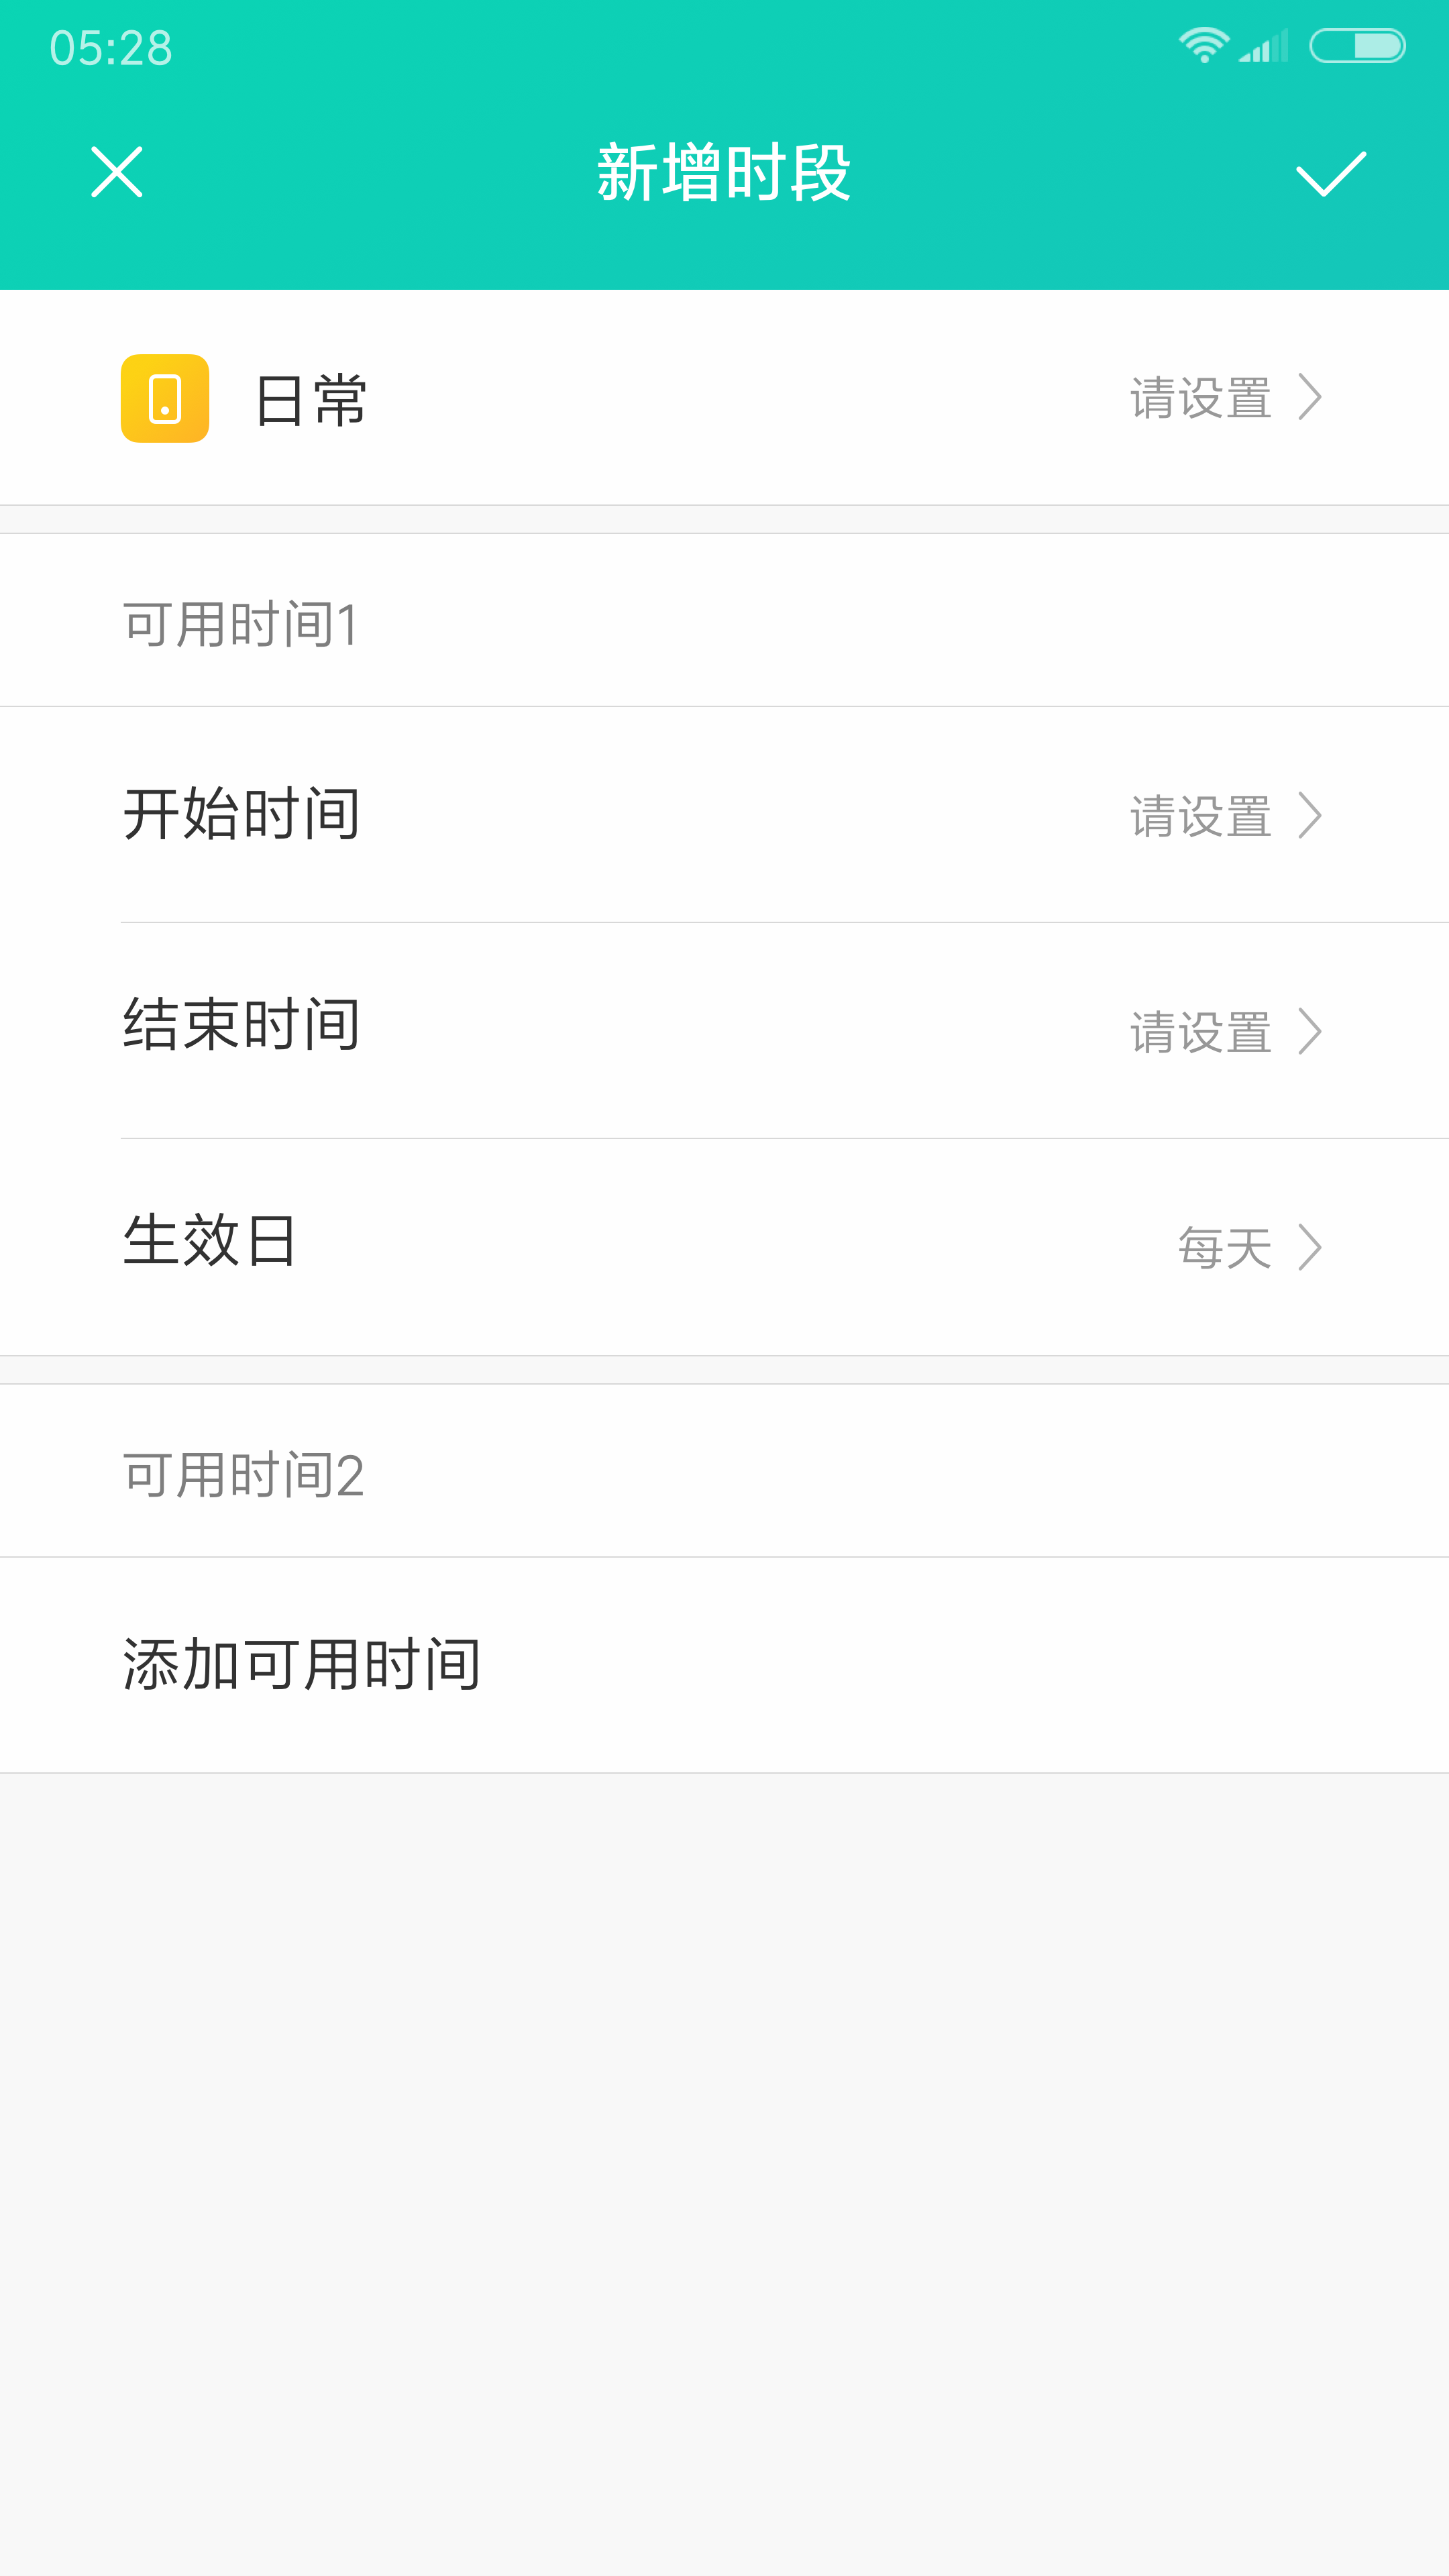 05:28
新增时段
日常 请设置
可用时间1
开始时间 请设置
结束时间 请设置
生效日 每天
可用时间2
添加可用时间